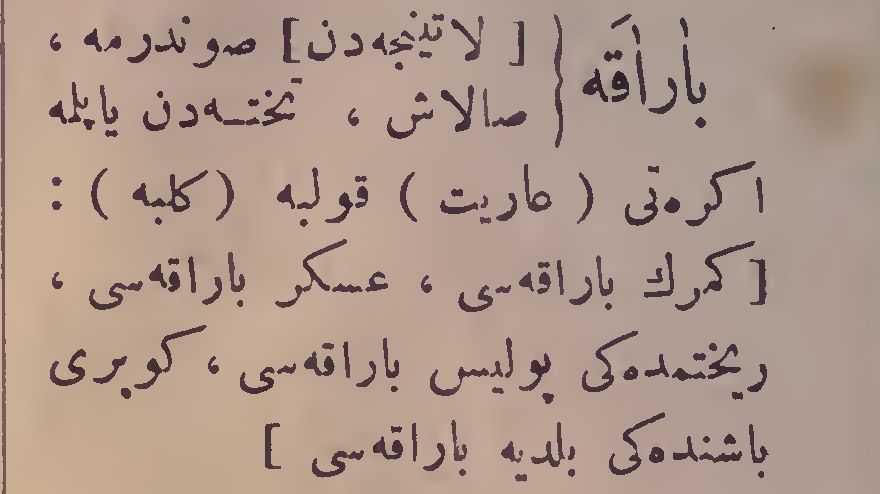 باراقَه { [ لاتینجه‌دن] صوندرمه ،
صالاش ، تخته‌دن یاپلمه
اکره‌تی ( عاریت ) قولبه ( کلبه ) :
[ کمرك باراقه‌سی ، عسکر باراقه‌سی ،
ریختمده‌کی پولیس باراقه‌سی ، کوپری
باشنده‌کی بلدیه باراقه‌سی ]